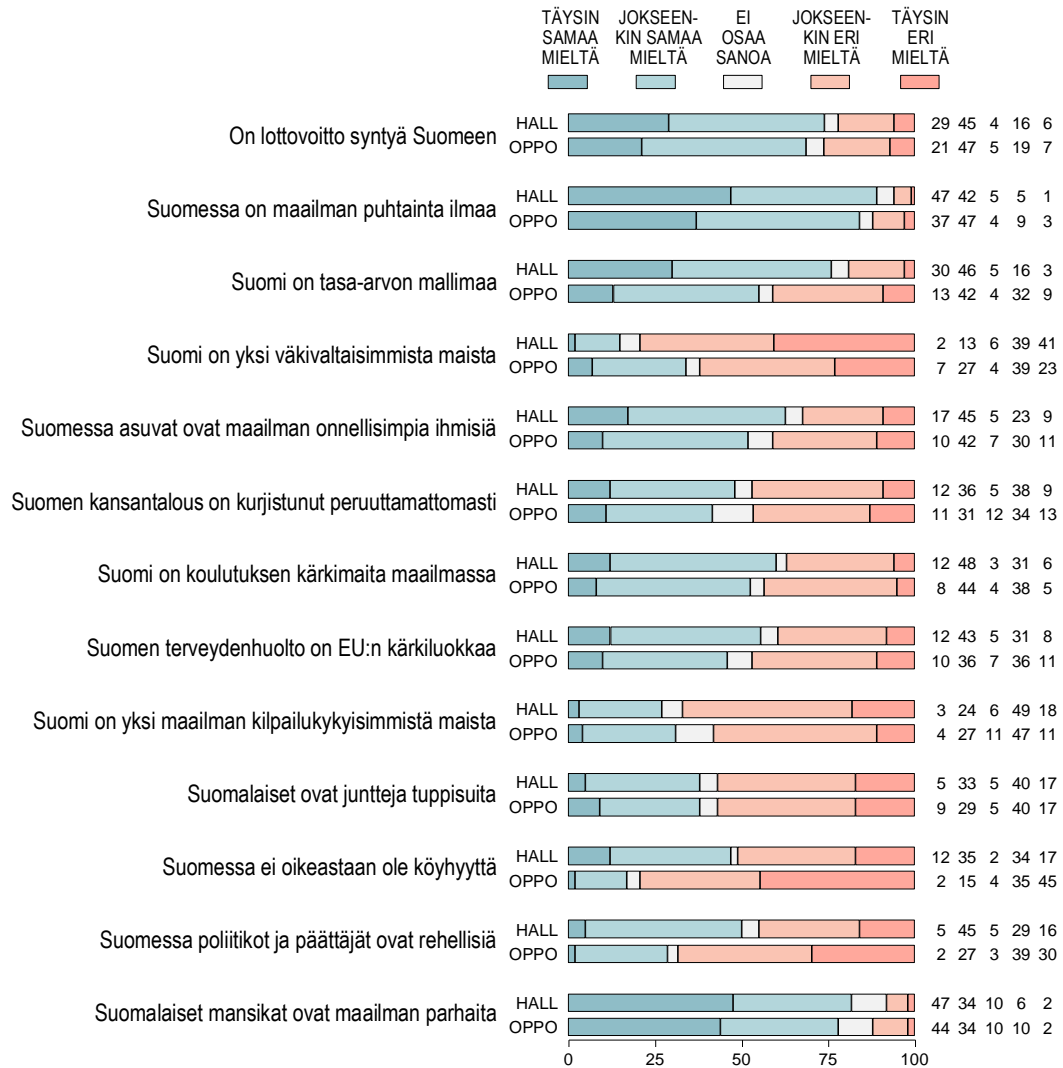 TÄYSIN SAMAA MIELTÄ
JOKSEEN-KIN SAMAA MIELTÄ
EI OSAA SANOA
JOKSEEN-KIN ERI MIELTÄ
TÄYSIN ERI MIELTÄ
On lottovoitto syntyä Suomeen
HALL 29 45 4 16 6
OPPO 21 47 5 19 7
Suomessa on maailman puhtainta ilmaa
HALL 47 42 5 5 1
OPPO 37 47 4 9 3
Suomi on tasa-arvon mallimaa
HALL 30 46 5 16 3
OPPO 13 42 4 32 9
Suomi on yksi väkivaltaisimmista maista
HALL 2 13 6 39 41
OPPO 7 27 4 39 23
Suomessa asuvat ovat maailman onnellisimpia ihmisiä
HALL 17 45 5 23 9
OPPO 10 42 7 30 11
Suomen kansantalous on kurjistunut peruuttamattomasti
HALL 12 36 5 38 9
OPPO 11 31 12 34 13
Suomi on koulutuksen kärkimaita maailmassa
HALL 12 48 3 31 6
OPPO 8 44 4 38 5
Suomen terveydenhuolto on EU:n kärkiluokkaa
HALL 12 43 5 31 8
OPPO 10 36 7 36 11
Suomi on yksi maailman kilpailukykyisimmistä maista
HALL 3 24 6 49 18
OPPO 4 27 11 47 11
Suomalaiset ovat juntteja tuppisuita
HALL 5 33 5 40 17
OPPO 9 29 5 40 17
Suomessa ei oikeastaan ole köyhyyttä
HALL 12 35 2 34 17
OPPO 2 15 4 35 45
Suomessa poliitikot ja päättäjät ovat rehellisiä
HALL 5 45 5 29 16
OPPO 2 27 3 39 30
Suomalaiset mansikat ovat maailman parhaita
HALL 47 34 10 6 2
OPPO 44 34 10 10 2
0 25 50 75 100